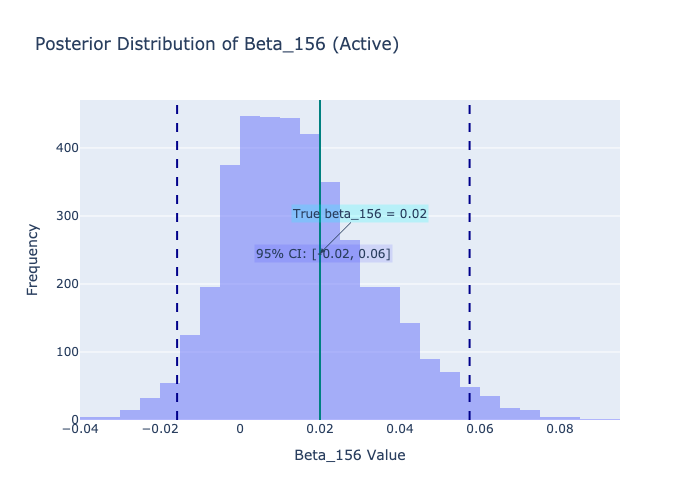 Posterior Distribution of Beta_156 (Active)
400
300
200
100
0
Frequency
True beta_156 = 0.02
95% CI: [-0.02, 0.06]
−0.04
−0.02
0
0.02
0.04
0.06
0.08
Beta_156 Value